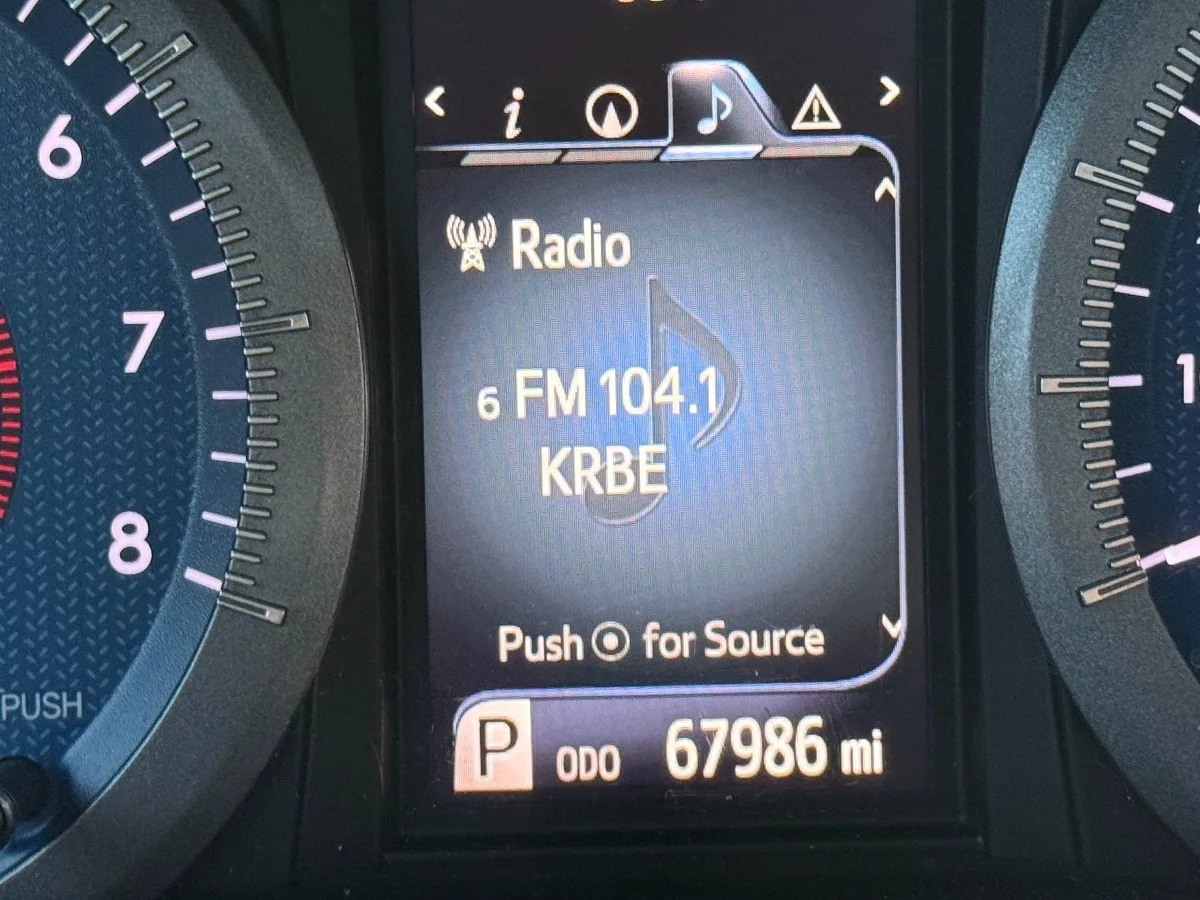 6
7
8
PUSH
i
Radio
6 FM 104.1
KRBE
Push for Source
P ODO 67986 mi